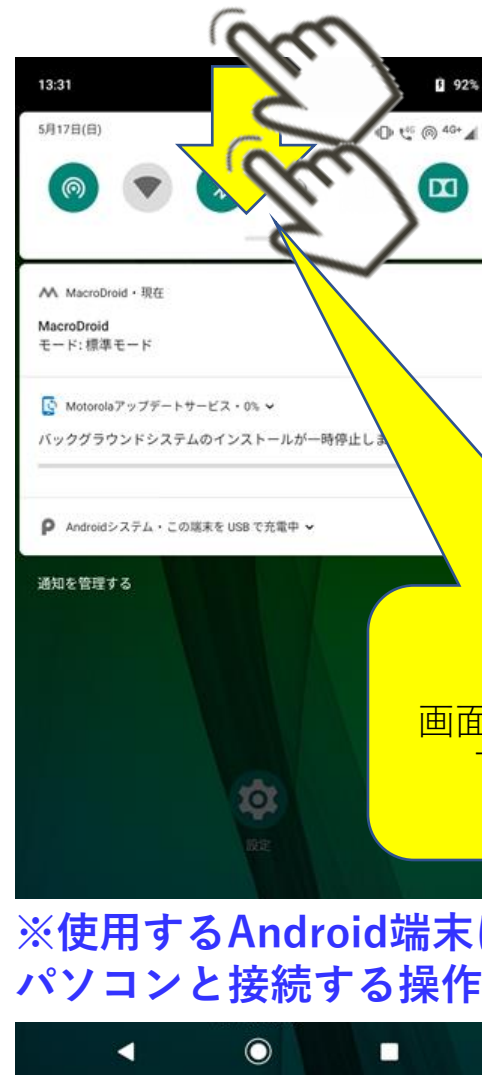 13:31
92%
5月17日(日)
4G
4G+
MacroDroid・現在
MacroDroid
モード: 標準モード
Motorolaアップデートサービス・0%
バックグラウンドシステムのインストールが一時停止しま
Androidシステム・この端末を USB で充電中
通知を管理する
画面
設定
※使用するAndroid端末
パソコンと接続する操作